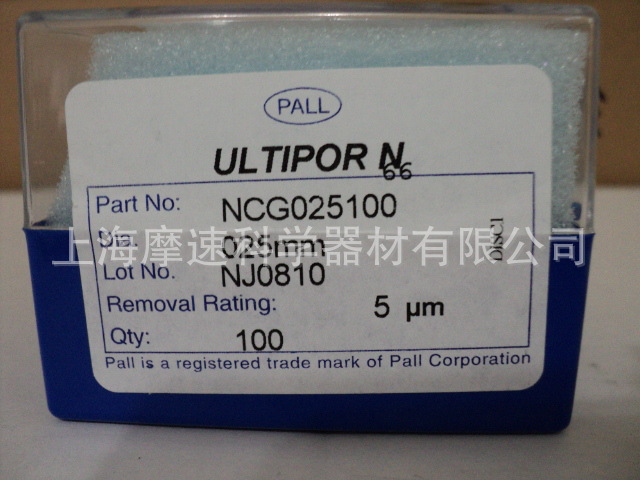 PALL
ULTIPOR N66
Part No: NCG025100
Dia. 025mm
DISC1
上海摩速科学器材有限公司
Lot No. NJ0810
Removal Rating: 5 µm
Qty: 100
Pall is a registered trade mark of Pall Corporation